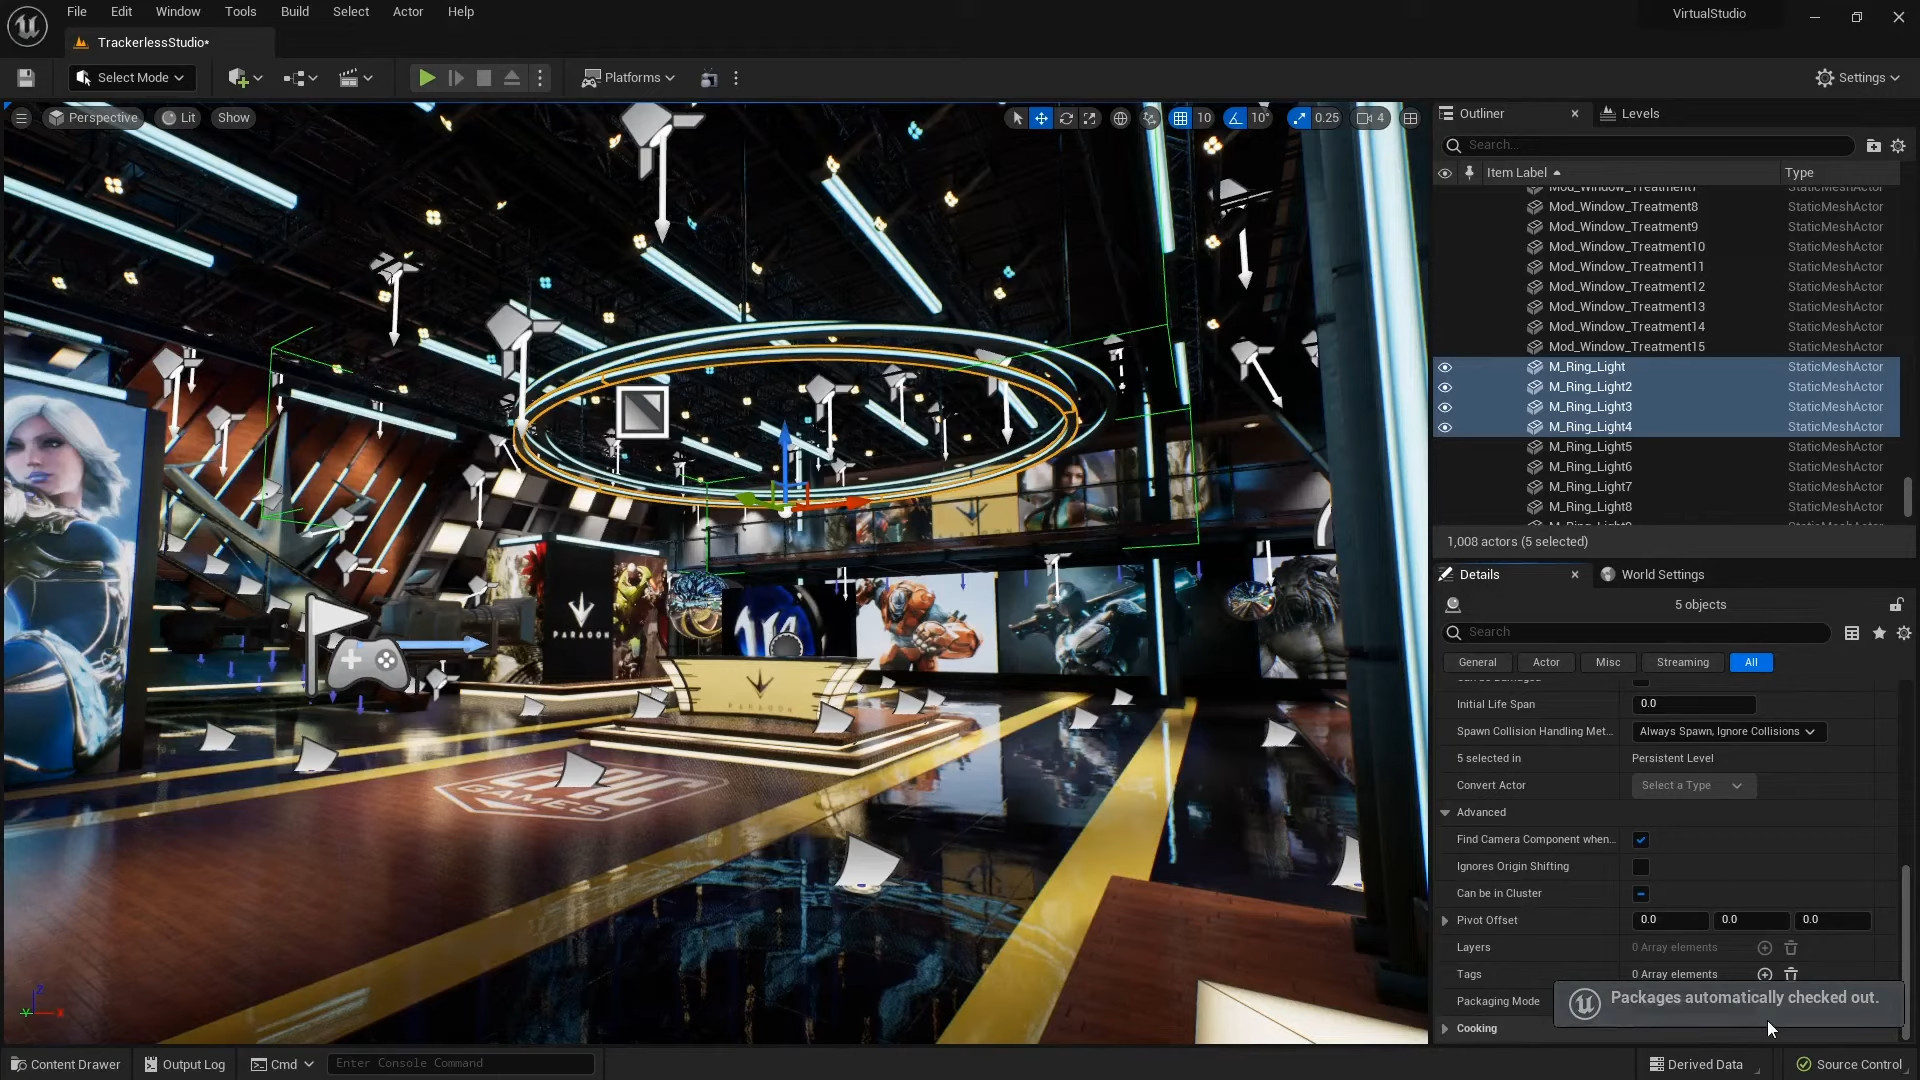 File Edit Window Tools Build Select Actor Help
VirtualStudio
TrackerlessStudio*
Select Mode
Platforms
Settings
Perspective Lit Show
10 10° 0.25 4
Outliner Levels
Search...
Item Label Type
Mod_Window_Treatment7 StaticMeshActor
Mod_Window_Treatment8 StaticMeshActor
Mod_Window_Treatment9 StaticMeshActor
Mod_Window_Treatment10 StaticMeshActor
Mod_Window_Treatment11 StaticMeshActor
Mod_Window_Treatment12 StaticMeshActor
Mod_Window_Treatment13 StaticMeshActor
Mod_Window_Treatment14 StaticMeshActor
Mod_Window_Treatment15 StaticMeshActor
M_Ring_Light StaticMeshActor
M_Ring_Light2 StaticMeshActor
M_Ring_Light3 StaticMeshActor
M_Ring_Light4 StaticMeshActor
M_Ring_Light5 StaticMeshActor
M_Ring_Light6 StaticMeshActor
M_Ring_Light7 StaticMeshActor
M_Ring_Light8 StaticMeshActor
1,008 actors (5 selected)
Details World Settings
5 objects
Search
General Actor Misc Streaming All
Initial Life Span 0.0
Spawn Collision Handling Met... Always Spawn, Ignore Collisions
5 selected in Persistent Level
Convert Actor Select a Type
Advanced
Find Camera Component when...
Ignores Origin Shifting
Can be in Cluster
Pivot Offset 0.0 0.0 0.0
Layers 0 Array elements
Tags 0 Array elements
Packaging Mode
Packages automatically checked out.
Cooking
PARAGON
PARAGON
EPIC
GAMES
Z
Y
X
Content Drawer Output Log Cmd Enter Console Command
Derived Data Source Control